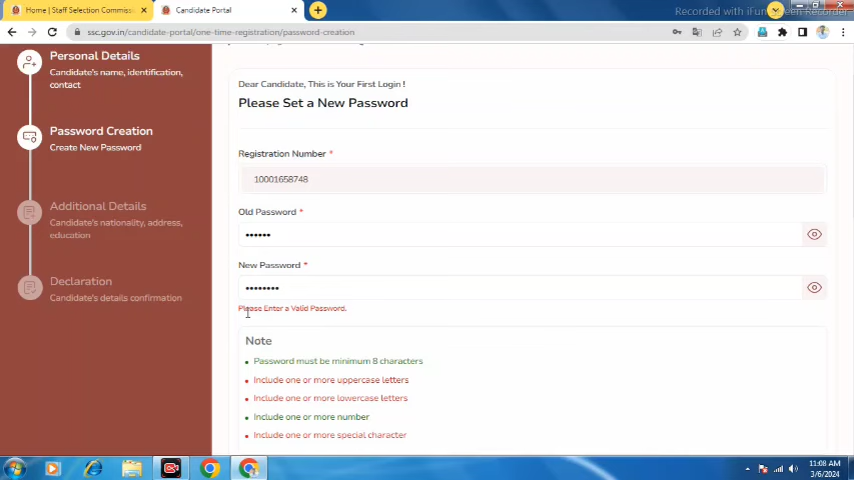 Home | Staff Selection Commiss
Candidate Portal
Recorded with iFun Screen Recorder
ssc.gov.in/candidate-portal/one-time-registration/password-creation
Personal Details
Candidate's name, identification,
contact
Password Creation
Create New Password
Additional Details
Candidate's nationality, address,
education
Declaration
Candidate's details confirmation
Dear Candidate, This is Your First Login !
Please Set a New Password
Registration Number *
10001658748
Old Password *
••••••
New Password *
••••••••
Please Enter a Valid Password.
Note
• Password must be minimum 8 characters
• Include one or more uppercase letters
• Include one or more lowercase letters
• Include one or more number
• Include one or more special character
11:08 AM
3/6/2024